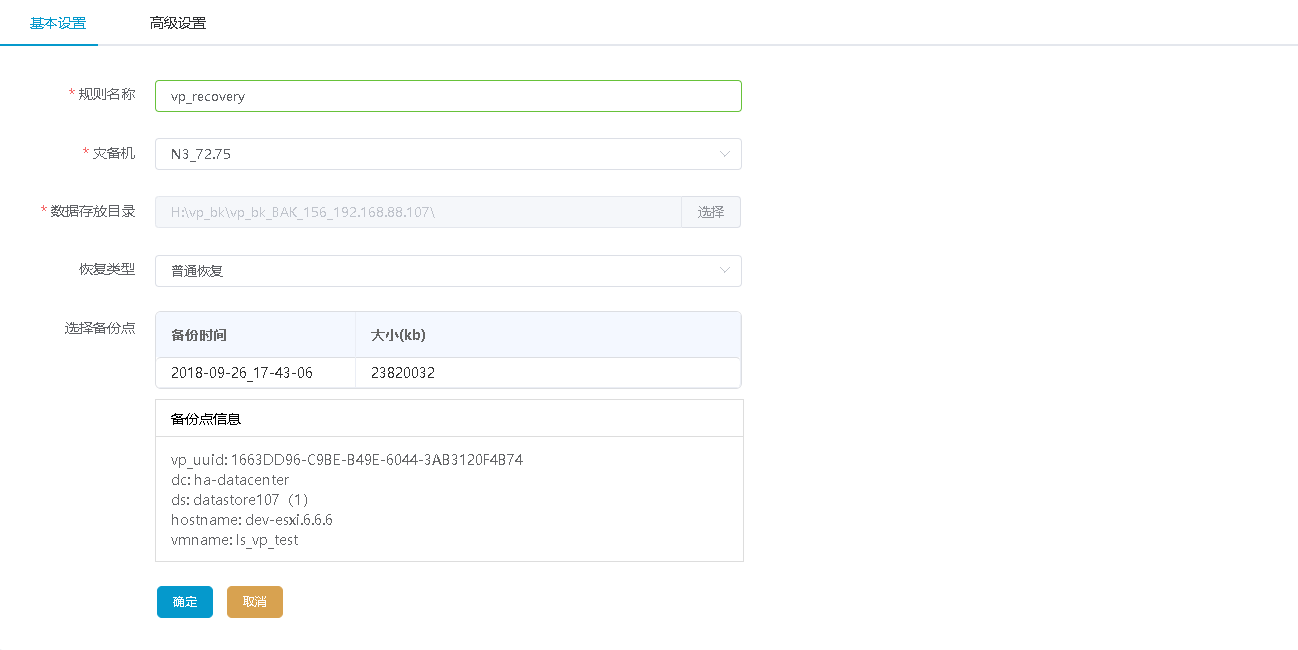 基本设置 高级设置
* 规则名称 vp_recovery
* 灾备机 N3_72.75
* 数据存放目录 H:\vp_bk\vp_bk_BAK_156_192.168.88.107\ 选择
恢复类型 普通恢复
选择备份点 备份时间 大小(kb)
2018-09-26_17-43-06 23820032
备份点信息
vp_uuid: 1663DD96-C9BE-B49E-6044-3AB3120F4B74
dc: ha-datacenter
ds: datastore107（1）
hostname: dev-esxi.6.6.6
vmname: ls_vp_test
确定 取消